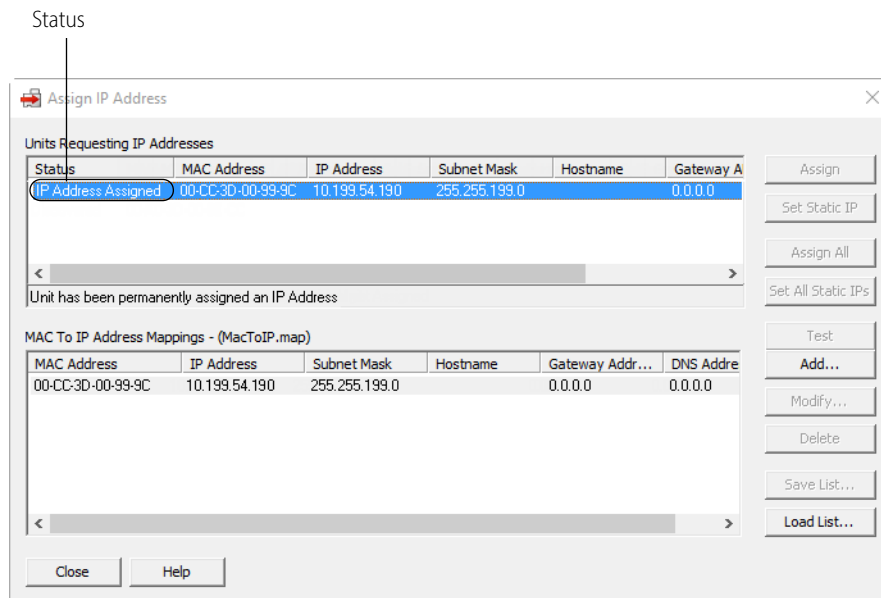 Status
Assign IP Address
Units Requesting IP Addresses
Status MAC Address IP Address Subnet Mask Hostname Gateway A
IP Address Assigned 00-CC-3D-00-99-9C 10.199.54.190 255.255.199.0 0.0.0.0
Unit has been permanently assigned an IP Address
Assign
Set Static IP
Assign All
Set All Static IPs
MAC To IP Address Mappings - (MacToIP.map)
MAC Address IP Address Subnet Mask Hostname Gateway Addr... DNS Addre
00-CC-3D-00-99-9C 10.199.54.190 255.255.199.0 0.0.0.0 0.0.0.0
Test
Add...
Modify...
Delete
Save List...
Load List...
Close Help